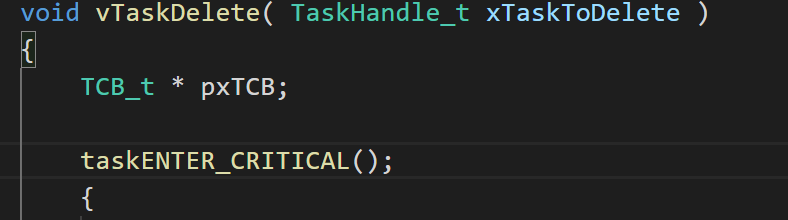 void vTaskDelete( TaskHandle_t xTaskToDelete )
{
TCB_t * pxTCB;
taskENTER_CRITICAL();
{